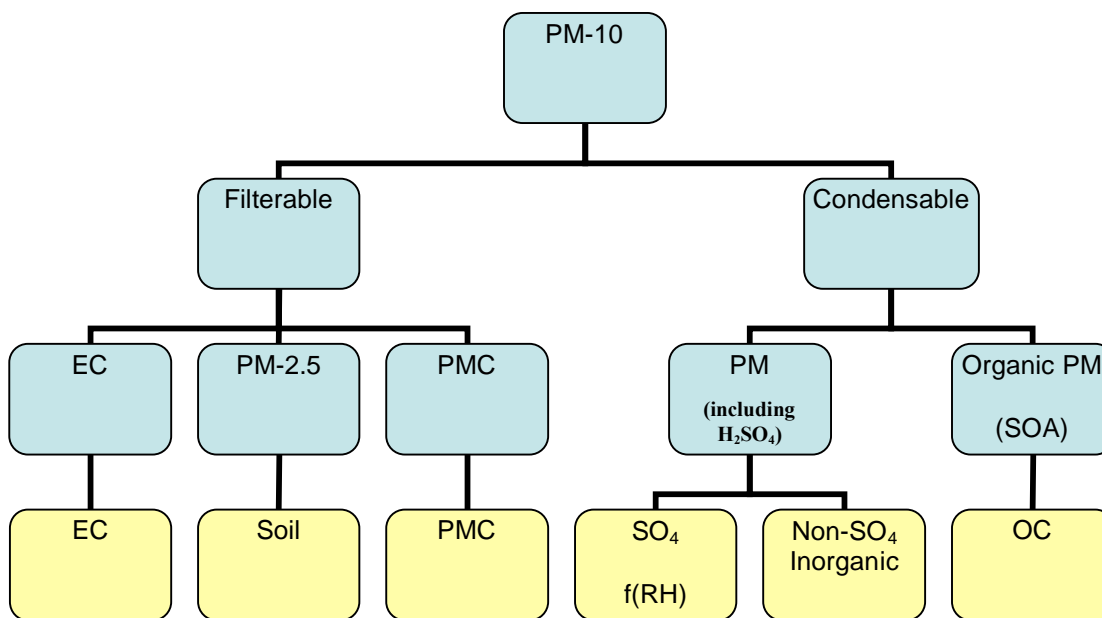 PM-10
Filterable
Condensable
EC
PM-2.5
PMC
PM
(including
H₂SO₄)
Organic PM
(SOA)
EC
Soil
PMC
SO₄
f(RH)
Non-SO₄
Inorganic
OC